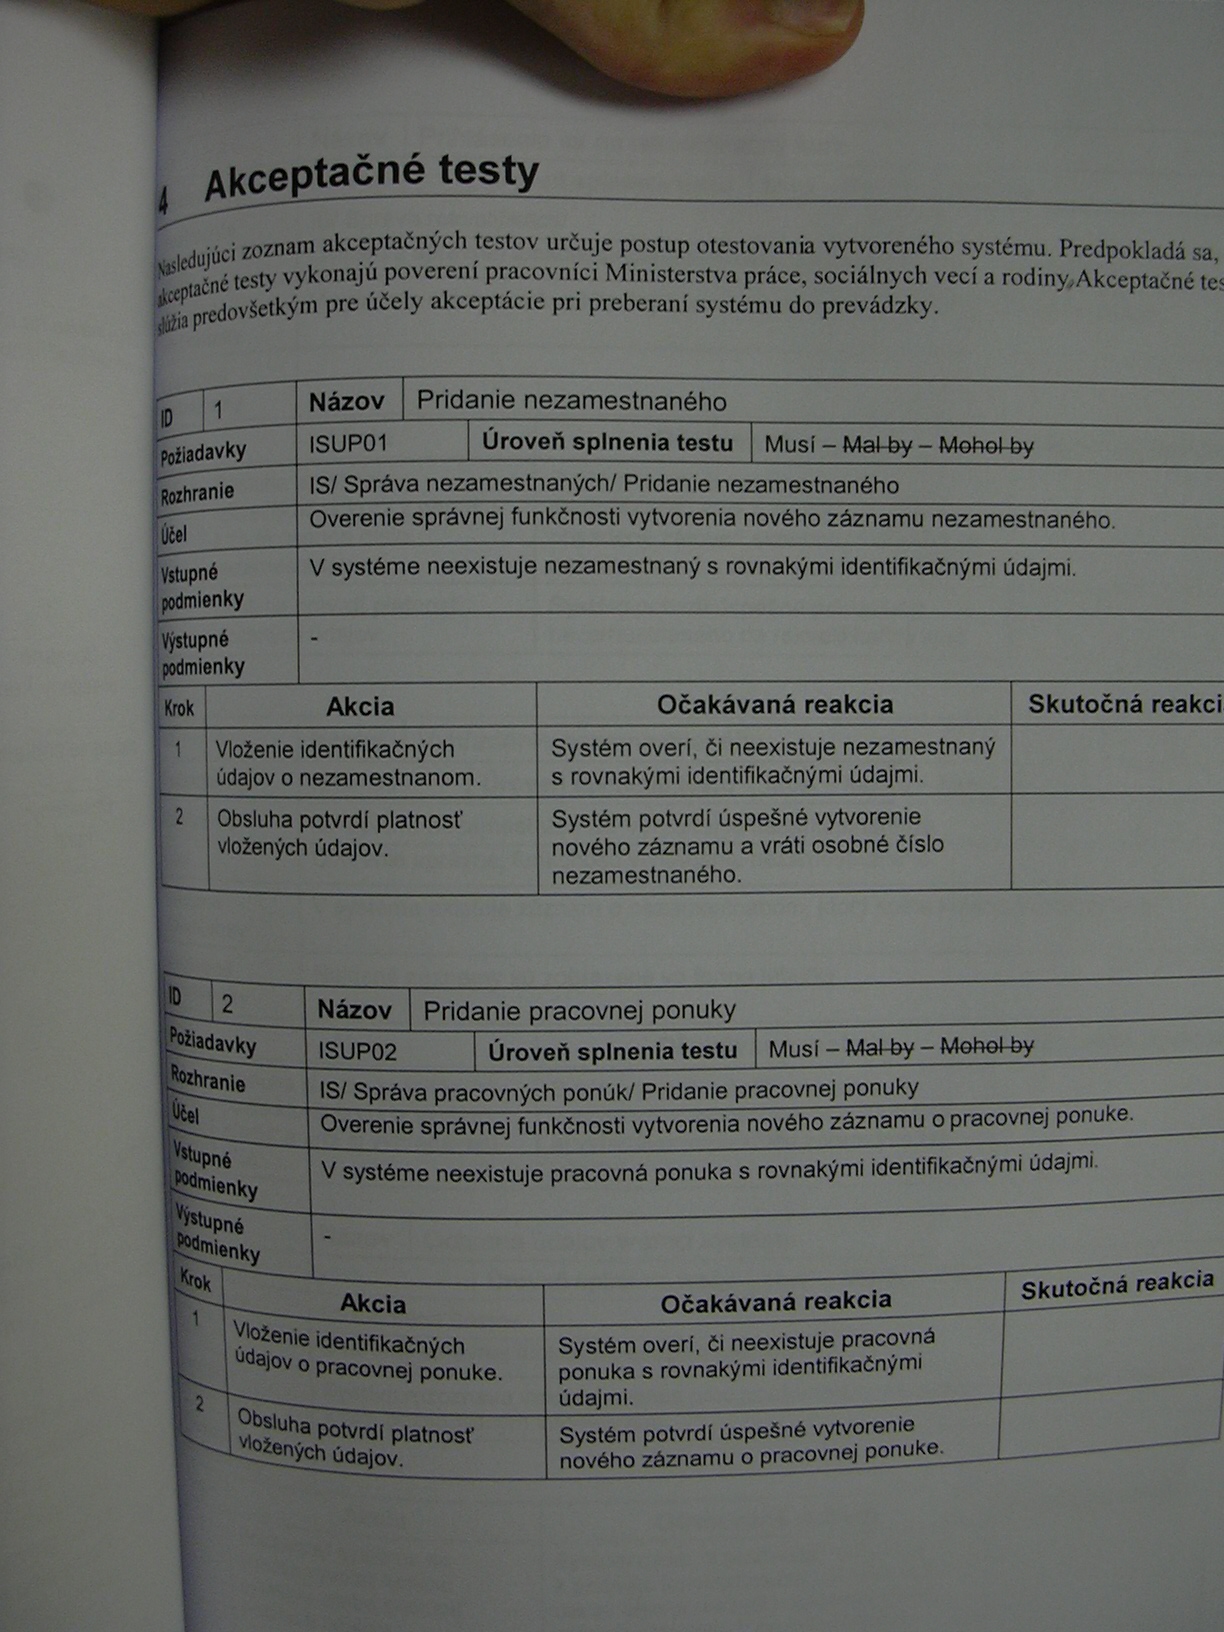 4 Akceptačné testy
Nasledujúci zoznam akceptačných testov určuje postup otestovania vytvoreného systému. Predpokladá sa,
akceptačné testy vykonajú poverení pracovníci Ministerstva práce, sociálnych vecí a rodiny. Akceptačné tes
slúžia predovšetkým pre účely akceptácie pri preberaní systému do prevádzky.
ID 1 Názov Pridanie nezamestnaného
Požiadavky ISUP01 Úroveň splnenia testu Musí – Mal by – Mohol by
Rozhranie IS/ Správa nezamestnaných/ Pridanie nezamestnaného
Účel Overenie správnej funkčnosti vytvorenia nového záznamu nezamestnaného.
Vstupné V systéme neexistuje nezamestnaný s rovnakými identifikačnými údajmi.
podmienky
Výstupné -
podmienky
Krok Akcia Očakávaná reakcia Skutočná reakci
1 Vloženie identifikačných Systém overí, či neexistuje nezamestnaný
údajov o nezamestnanom. s rovnakými identifikačnými údajmi.
2 Obsluha potvrdí platnosť Systém potvrdí úspešné vytvorenie
vložených údajov. nového záznamu a vráti osobné číslo
nezamestnaného.
ID 2 Názov Pridanie pracovnej ponuky
Požiadavky ISUP02 Úroveň splnenia testu Musí – Mal by – Mohol by
Rozhranie IS/ Správa pracovných ponúk/ Pridanie pracovnej ponuky
Účel Overenie správnej funkčnosti vytvorenia nového záznamu o pracovnej ponuke.
Vstupné V systéme neexistuje pracovná ponuka s rovnakými identifikačnými údajmi.
podmienky
Výstupné -
podmienky
Krok Akcia Očakávaná reakcia Skutočná reakcia
1 Vloženie identifikačných Systém overí, či neexistuje pracovná
údajov o pracovnej ponuke. ponuka s rovnakými identifikačnými
údajmi.
2 Obsluha potvrdí platnosť Systém potvrdí úspešné vytvorenie
vložených údajov. nového záznamu o pracovnej ponuke.